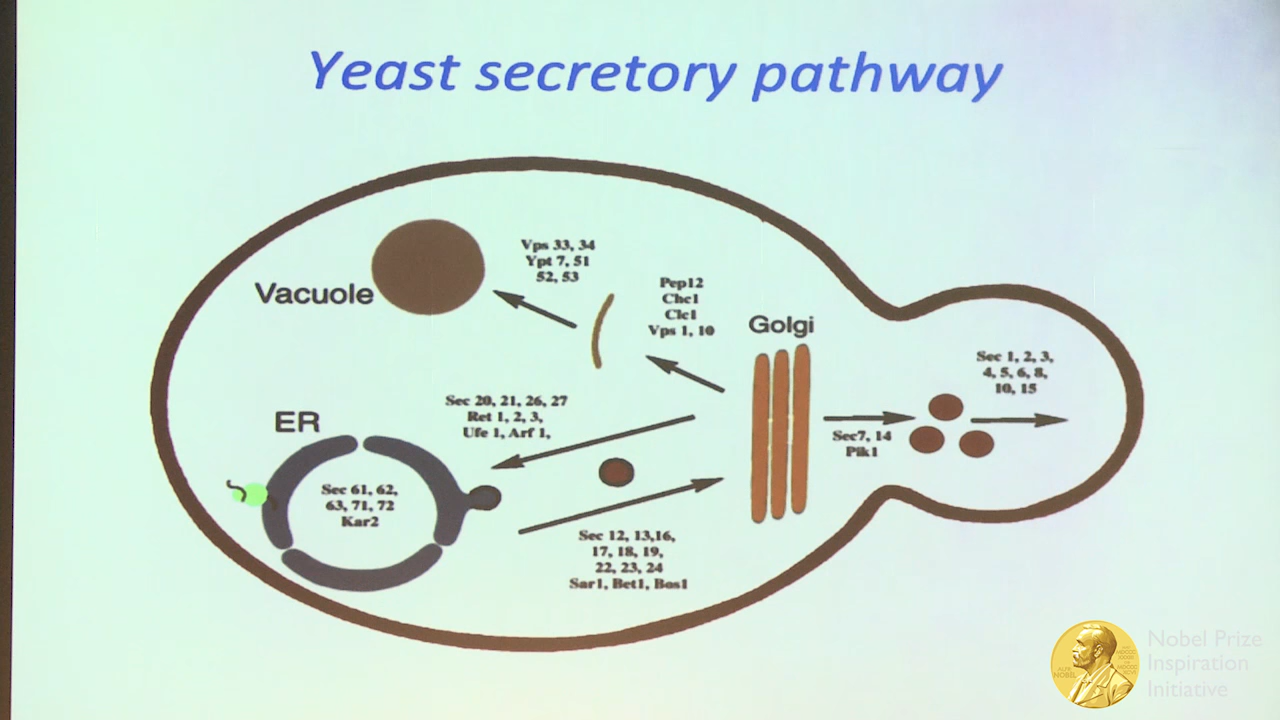 Yeast secretory pathway
Vps 33, 34
Ypt 7, 51
52, 53
Vacuole
Pep12
Chc1
Clc1
Vps 1, 10
Golgi
Sec 1, 2, 3,
4, 5, 6, 8,
10, 15
Sec 20, 21, 26, 27
Ret 1, 2, 3,
Ufe 1, Arf 1,
ER
Sec7, 14
Pik1
Sec 61, 62,
63, 71, 72
Kar2
Sec 12, 13,16,
17, 18, 19,
22, 23, 24
Sar1, Bet1, Bos1
Nobel Prize
Inspiration
Initiative